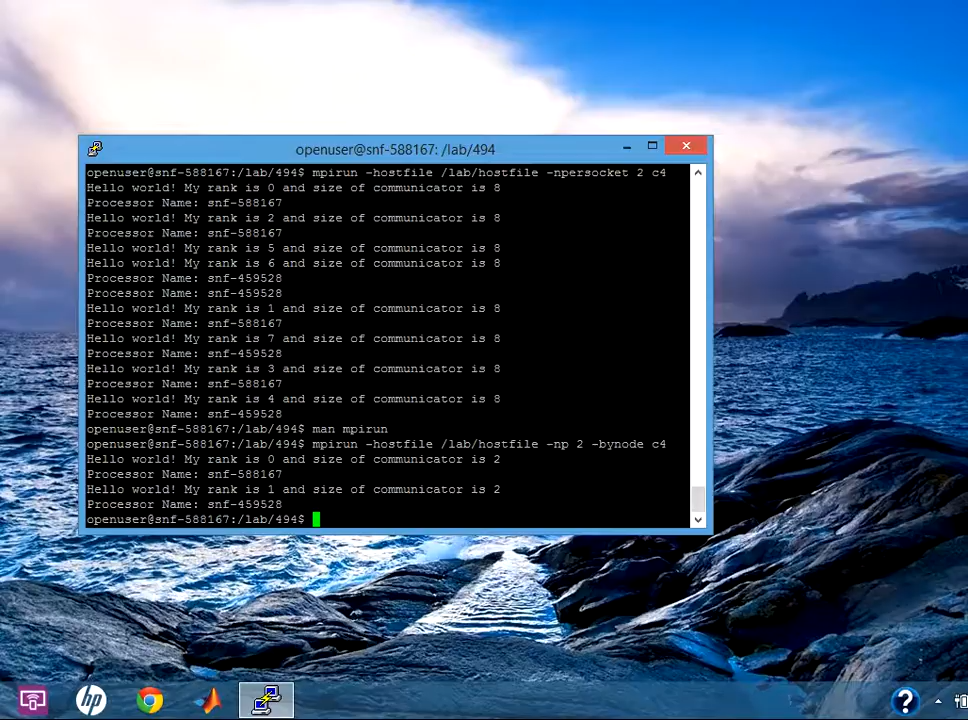 openuser@snf-588167: /lab/494
openuser@snf-588167:/lab/494$ mpirun -hostfile /lab/hostfile -npersocket 2 c4
Hello world! My rank is 0 and size of communicator is 8
Processor Name: snf-588167
Hello world! My rank is 2 and size of communicator is 8
Processor Name: snf-588167
Hello world! My rank is 5 and size of communicator is 8
Hello world! My rank is 6 and size of communicator is 8
Processor Name: snf-459528
Processor Name: snf-459528
Hello world! My rank is 1 and size of communicator is 8
Processor Name: snf-588167
Hello world! My rank is 7 and size of communicator is 8
Processor Name: snf-459528
Hello world! My rank is 3 and size of communicator is 8
Processor Name: snf-588167
Hello world! My rank is 4 and size of communicator is 8
Processor Name: snf-459528
openuser@snf-588167:/lab/494$ man mpirun
openuser@snf-588167:/lab/494$ mpirun -hostfile /lab/hostfile -np 2 -bynode c4
Hello world! My rank is 0 and size of communicator is 2
Processor Name: snf-588167
Hello world! My rank is 1 and size of communicator is 2
Processor Name: snf-459528
openuser@snf-588167:/lab/494$
hp
?